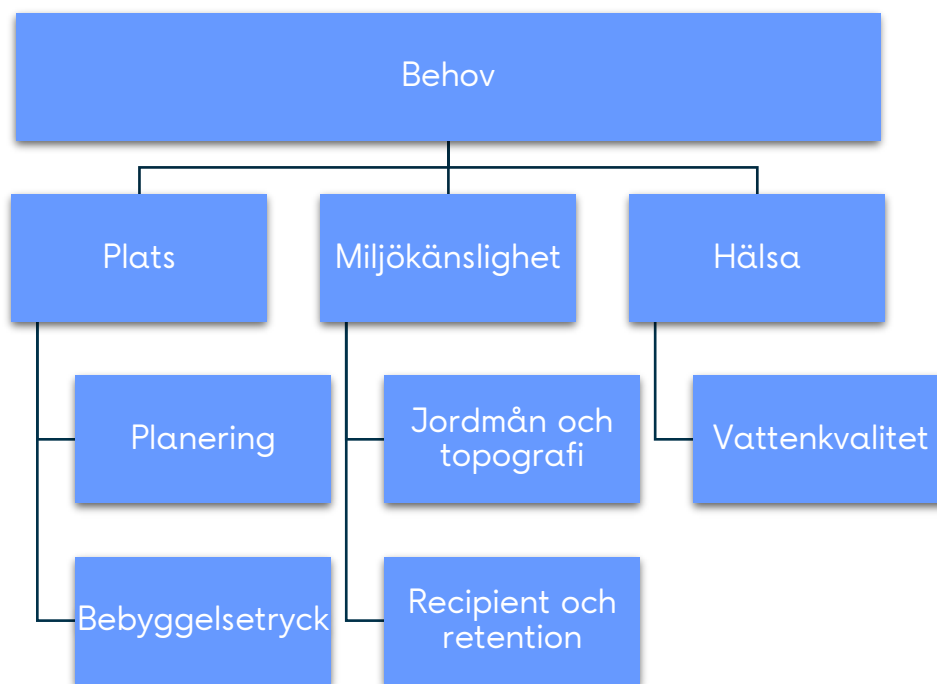 Behov
Plats
Miljökänslighet
Hälsa
Planering
Jordmån och
topografi
Vattenkvalitet
Bebyggelsetryck
Recipient och
retention